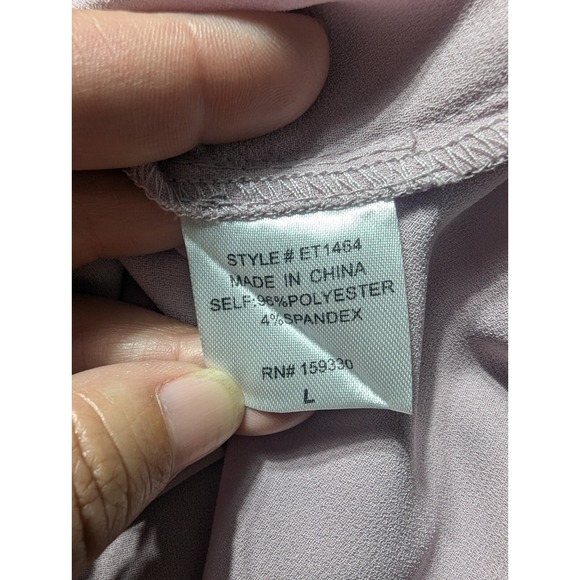 STYLE # ET1464
MADE IN CHINA
SELF:96%POLYESTER
4%SPANDEX
RN# 159330
L